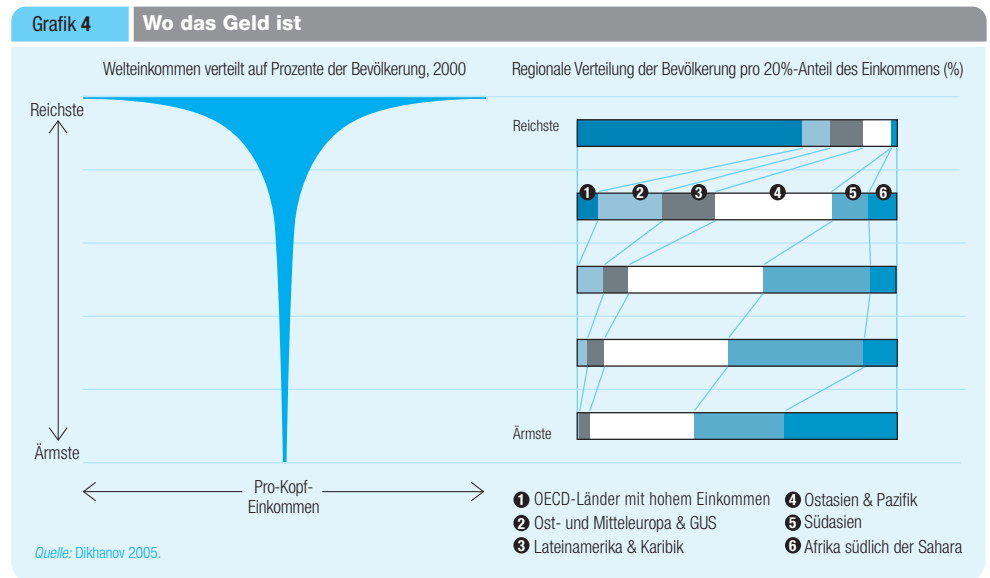 Grafik 4
Wo das Geld ist
Welteinkommen verteilt auf Prozente der Bevölkerung, 2000
Reichste
Ärmste
Pro-Kopf-
Einkommen
Quelle: Dikhanov 2005.
Regionale Verteilung der Bevölkerung pro 20%-Anteil des Einkommens (%)
Reichste
1 2 3 4 5 6
Ärmste
1 OECD-Länder mit hohem Einkommen
2 Ost- und Mitteleuropa & GUS
3 Lateinamerika & Karibik
4 Ostasien & Pazifik
5 Südasien
6 Afrika südlich der Sahara